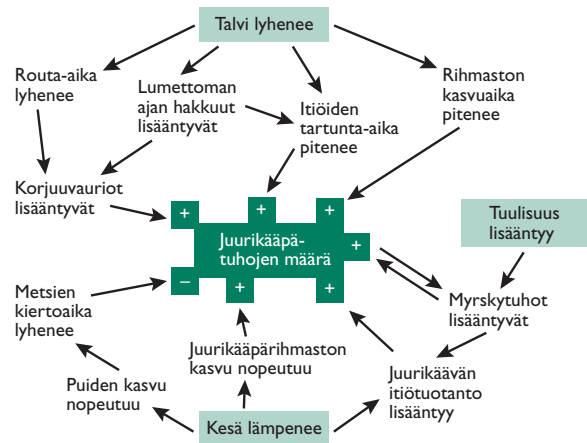 Talvi lyhenee
Routa-aika
lyhenee
Lumettoman
ajan hakkuut
lisääntyvät
Itiöiden
tartunta-aika
pitenee
Rihmaston
kasvuaika
pitenee
Korjuuvauriot
lisääntyvät
+
+
+
Juurikääpä-
tuhojen määrä
+
–
+
+
Tuulisuus
lisääntyy
Metsien
kiertoaika
lyhenee
Myrskytuhot
lisääntyvät
Juurikääpärihmaston
kasvu nopeutuu
Juurikäävän
itiötuotanto
lisääntyy
Puiden kasvu
nopeutuu
Kesä lämpenee